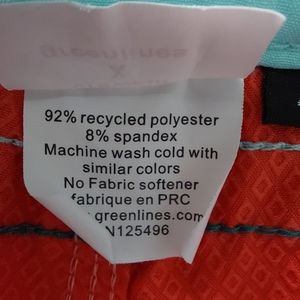 greenlines
X
92% recycled polyester
8% spandex
Machine wash cold with
similar colors
No Fabric softener
fabrique en PRC
.greenlines.com
N125496